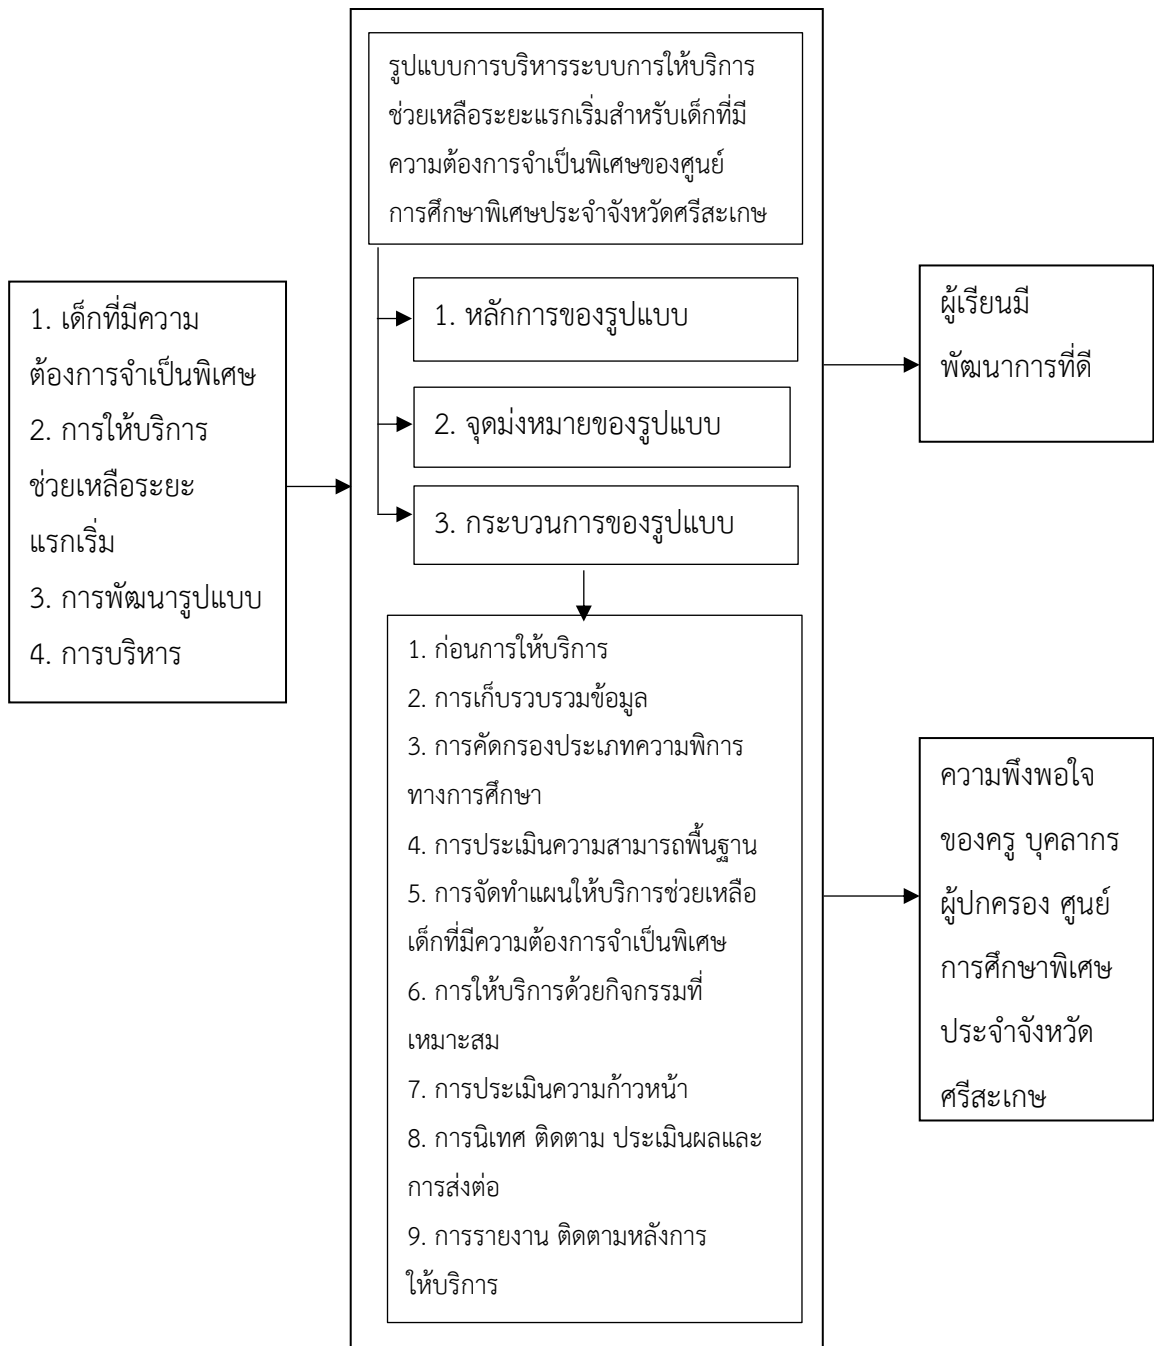 รูปแบบการบริหารระบบการให้บริการ
ช่วยเหลือระยะแรกเริ่มสำหรับเด็กที่มี
ความต้องการจำเป็นพิเศษของศูนย์
การศึกษาพิเศษประจำจังหวัดศรีสะเกษ
1. เด็กที่มีความ
ต้องการจำเป็นพิเศษ
2. การให้บริการ
ช่วยเหลือระยะ
แรกเริ่ม
3. การพัฒนารูปแบบ
4. การบริหาร
1. หลักการของรูปแบบ
2. จุดม่งหมายของรูปแบบ
3. กระบวนการของรูปแบบ
1. ก่อนการให้บริการ
2. การเก็บรวบรวมข้อมูล
3. การคัดกรองประเภทความพิการ
ทางการศึกษา
4. การประเมินความสามารถพื้นฐาน
5. การจัดทำแผนให้บริการช่วยเหลือ
เด็กที่มีความต้องการจำเป็นพิเศษ
6. การให้บริการด้วยกิจกรรมที่
เหมาะสม
7. การประเมินความก้าวหน้า
8. การนิเทศ ติดตาม ประเมินผลและ
การส่งต่อ
9. การรายงาน ติดตามหลังการ
ให้บริการ
ผู้เรียนมี
พัฒนาการที่ดี
ความพึงพอใจ
ของครู บุคลากร
ผู้ปกครอง ศูนย์
การศึกษาพิเศษ
ประจำจังหวัด
ศรีสะเกษ